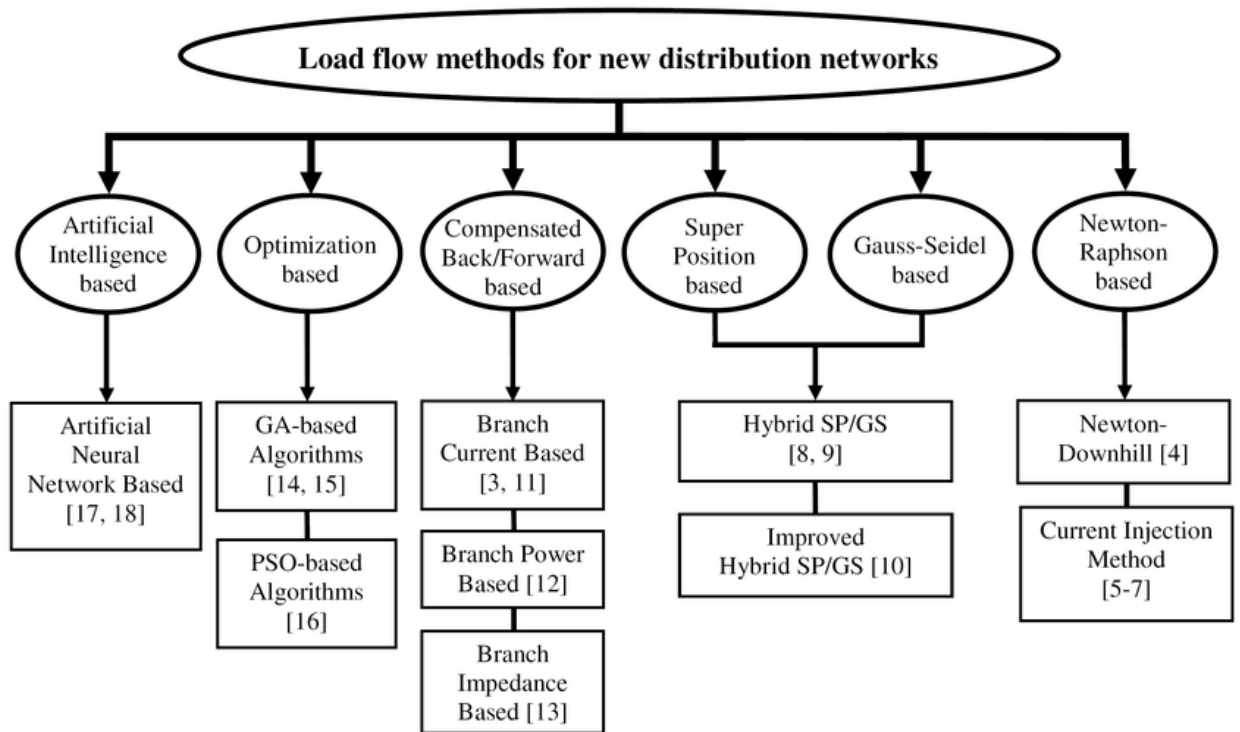 Load flow methods for new distribution networks
Artificial
Intelligence
based
Optimization
based
Compensated
Back/Forward
based
Super
Position
based
Gauss-Seidel
based
Newton-
Raphson
based
Artificial
Neural
Network Based
[17, 18]
GA-based
Algorithms
[14, 15]
PSO-based
Algorithms
[16]
Branch
Current Based
[3, 11]
Branch Power
Based [12]
Branch
Impedance
Based [13]
Hybrid SP/GS
[8, 9]
Improved
Hybrid SP/GS [10]
Newton-
Downhill [4]
Current Injection
Method
[5-7]